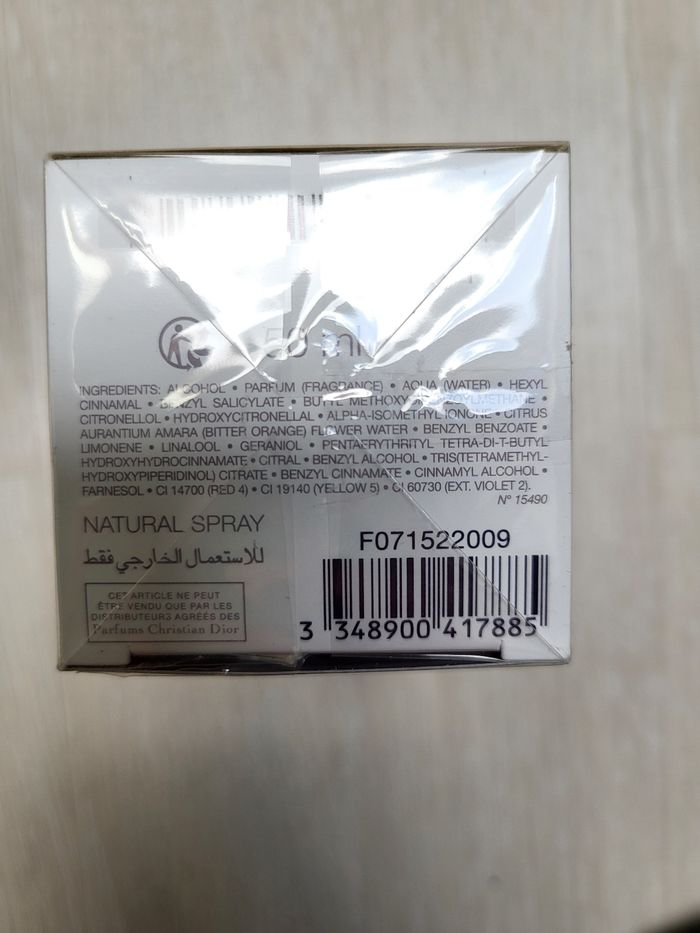 50 ml
INGREDIENTS: ALCOHOL • PARFUM (FRAGRANCE) • AQUA (WATER) • HEXYL
CINNAMAL • BENZYL SALICYLATE • BUTYL METHOXYDIBENZOYLMETHANE •
CITRONELLOL • HYDROXYCITRONELLAL • ALPHA-ISOMETHYL IONONE • CITRUS
AURANTIUM AMARA (BITTER ORANGE) FLOWER WATER • BENZYL BENZOATE •
LIMONENE • LINALOOL • GERANIOL • PENTAERYTHRITYL TETRA-DI-T-BUTYL
HYDROXYHYDROCINNAMATE • CITRAL • BENZYL ALCOHOL • TRIS(TETRAMETHYL-
HYDROXYPIPERIDINOL) CITRATE • BENZYL CINNAMATE • CINNAMYL ALCOHOL •
FARNESOL • CI 14700 (RED 4) • CI 19140 (YELLOW 5) • CI 60730 (EXT. VIOLET 2).
N° 15490
NATURAL SPRAY
للاستعمال الخارجي فقط
CET ARTICLE NE PEUT
ÊTRE VENDU QUE PAR LES
DISTRIBUTEURS AGRÉÉS DES
Parfums Christian Dior
F071522009
3 348900 417885